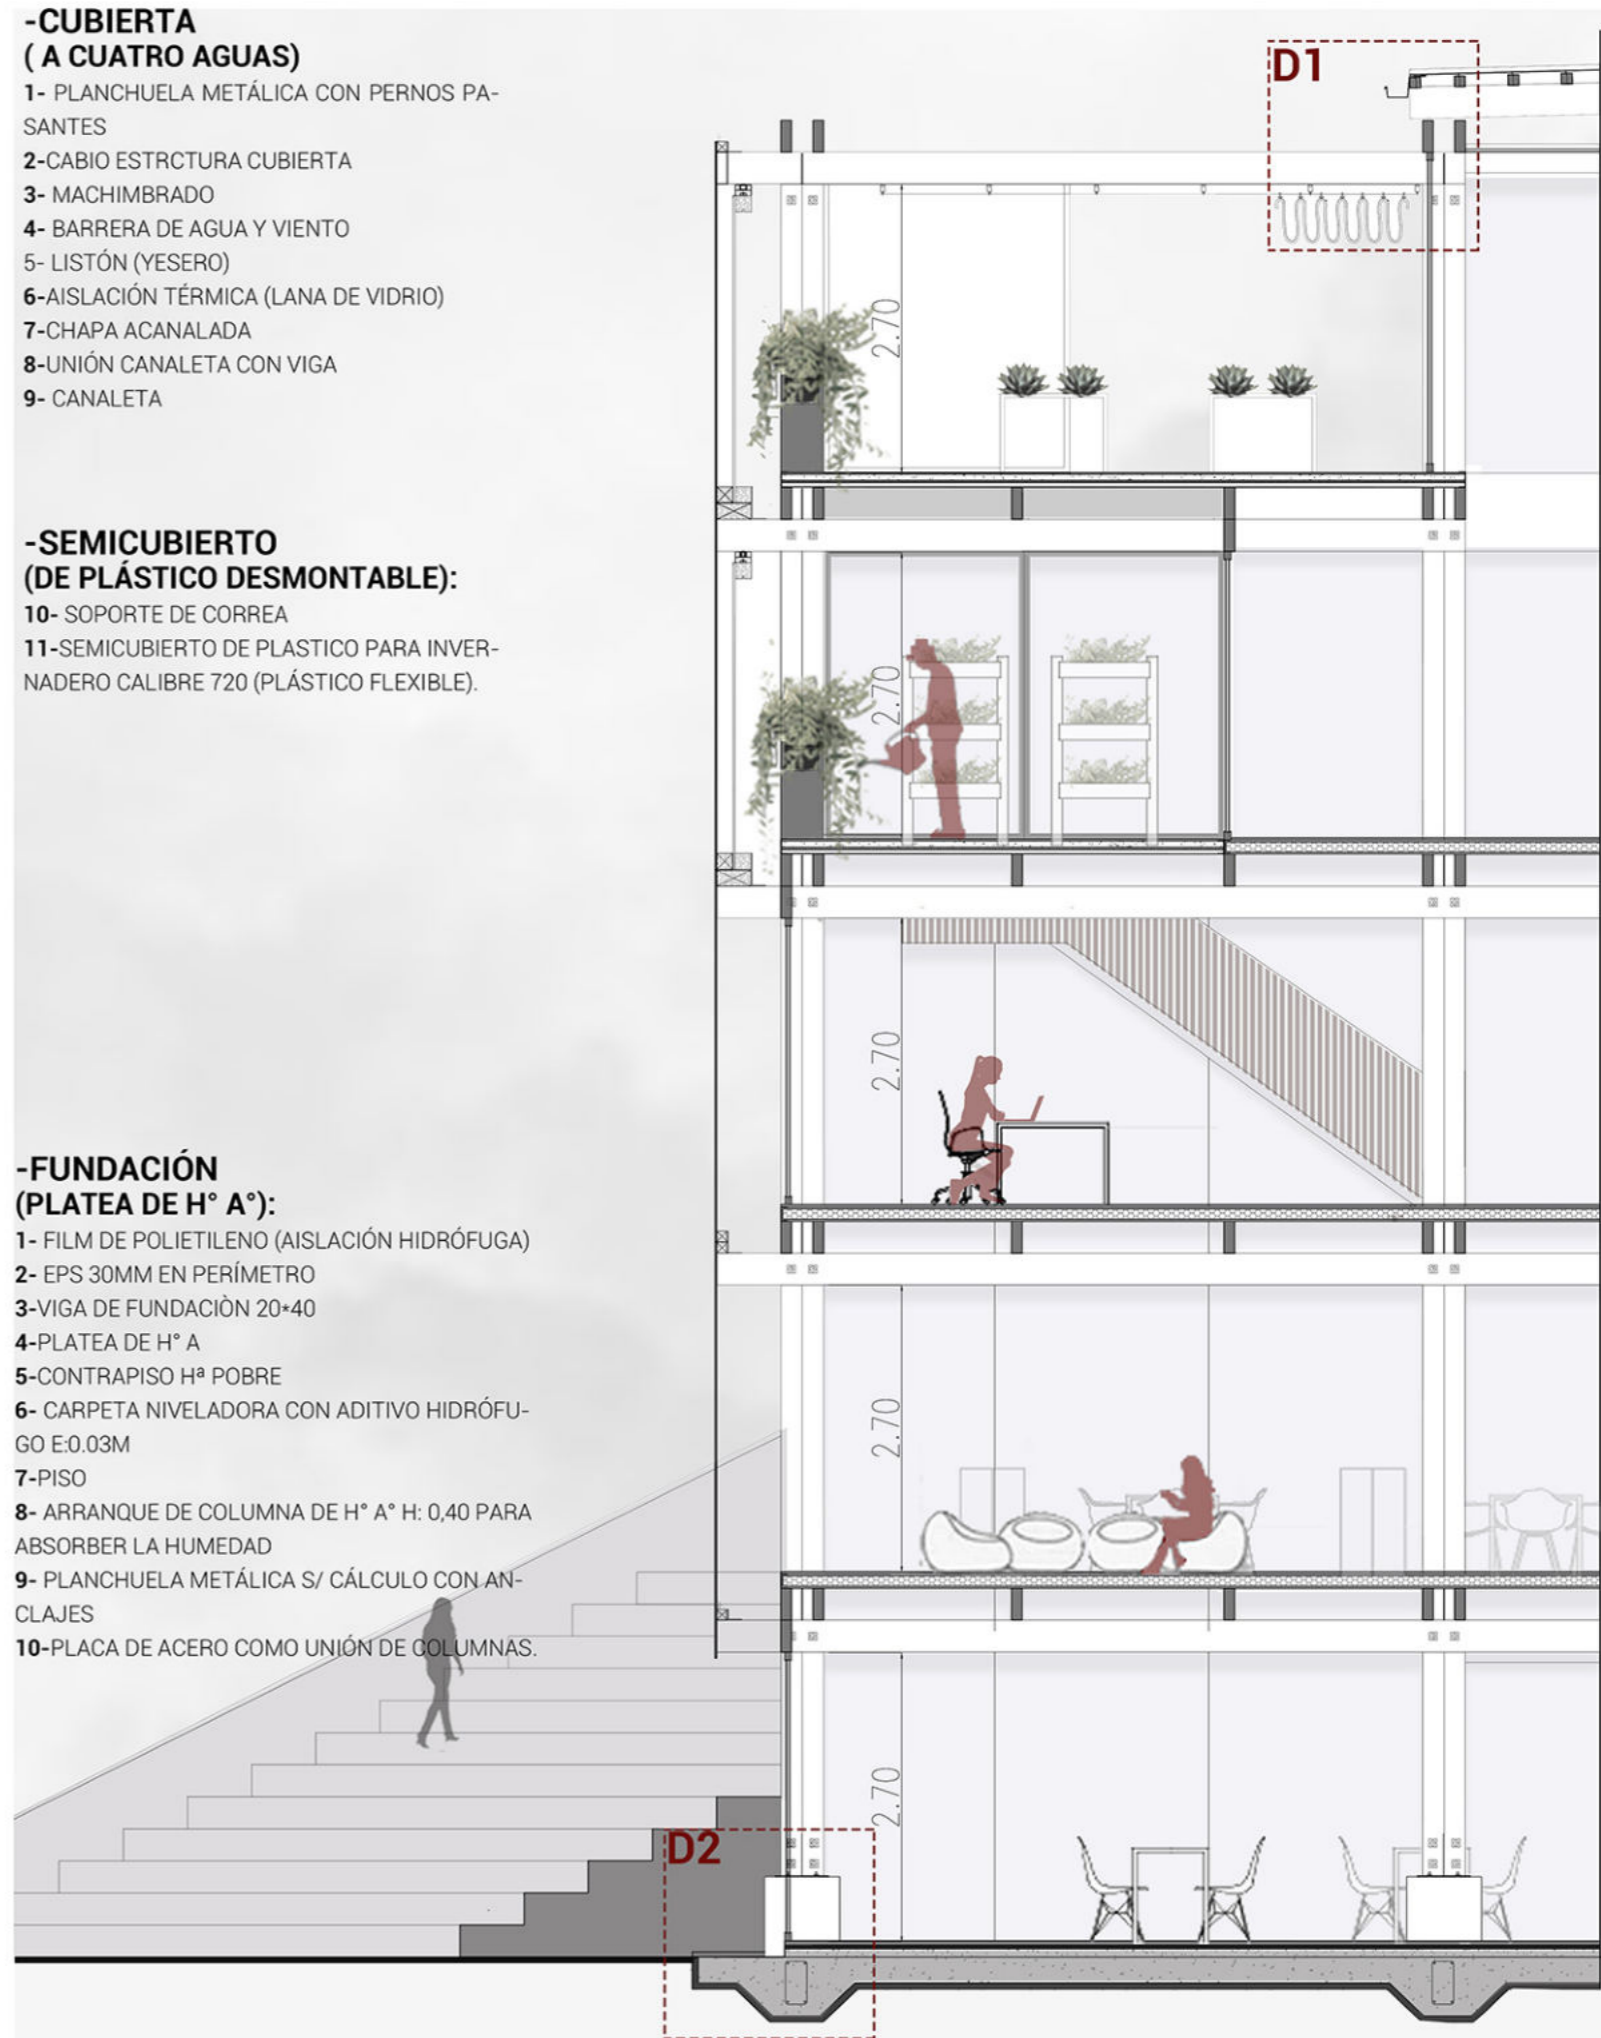 -CUBIERTA
( A CUATRO AGUAS)
1- PLANCHUELA METÁLICA CON PERNOS PA-
SANTES
2-CABIO ESTRCTURA CUBIERTA
3- MACHIMBRADO
4- BARRERA DE AGUA Y VIENTO
5- LISTÓN (YESERO)
6-AISLACIÓN TÉRMICA (LANA DE VIDRIO)
7-CHAPA ACANALADA
8-UNIÓN CANALETA CON VIGA
9- CANALETA
D1
2.70
-SEMICUBIERTO
(DE PLÁSTICO DESMONTABLE):
10- SOPORTE DE CORREA
11-SEMICUBIERTO DE PLASTICO PARA INVER-
NADERO CALIBRE 720 (PLÁSTICO FLEXIBLE).
2.70
2.70
-FUNDACIÓN
(PLATEA DE H° A°):
1- FILM DE POLIETILENO (AISLACIÓN HIDRÓFUGA)
2- EPS 30MM EN PERÍMETRO
3-VIGA DE FUNDACIÒN 20*40
4-PLATEA DE H° A
5-CONTRAPISO Hª POBRE
6- CARPETA NIVELADORA CON ADITIVO HIDRÓFU-
GO E:0.03M
7-PISO
8- ARRANQUE DE COLUMNA DE H° A° H: 0,40 PARA
ABSORBER LA HUMEDAD
9- PLANCHUELA METÁLICA S/ CÁLCULO CON AN-
CLAJES
10-PLACA DE ACERO COMO UNIÓN DE COLUMNAS.
2.70
2.70
D2